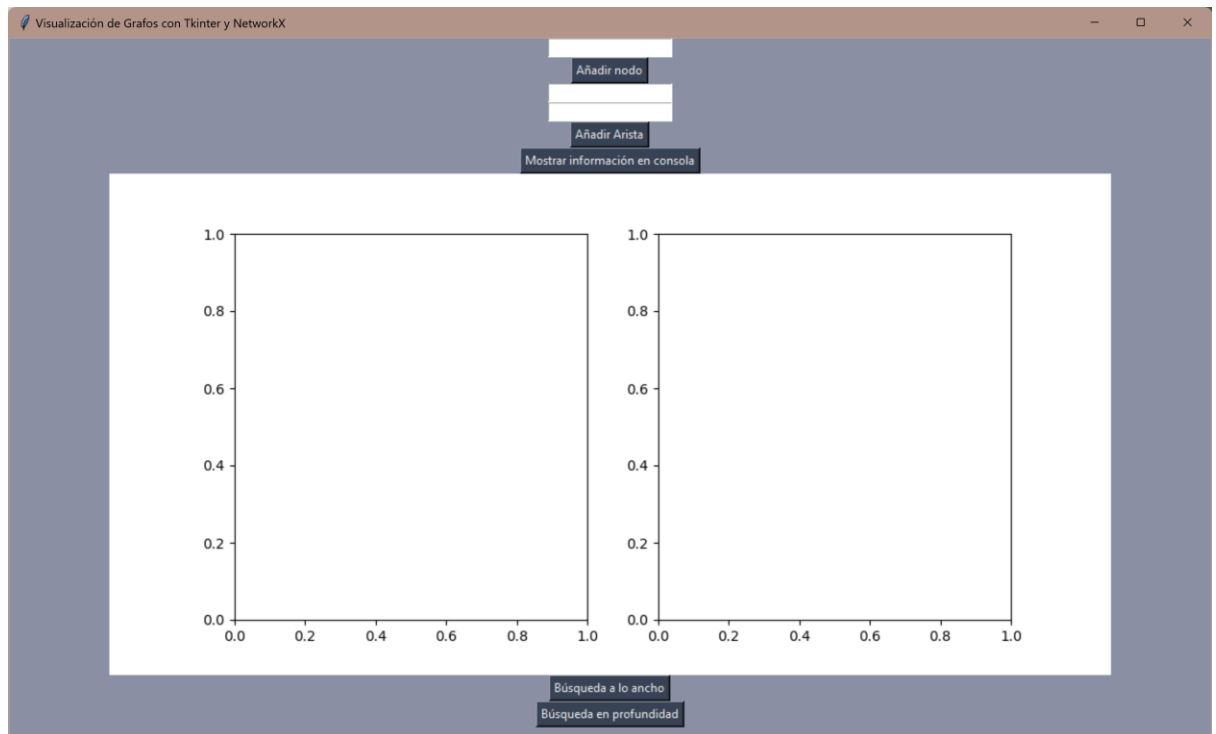 Visualización de Grafos con Tkinter y NetworkX
Añadir nodo
Añadir Arista
Mostrar información en consola
1.0
0.8
0.6
0.4
0.2
0.0
0.0 0.2 0.4 0.6 0.8 1.0
1.0
0.8
0.6
0.4
0.2
0.0
0.0 0.2 0.4 0.6 0.8 1.0
Búsqueda a lo ancho
Búsqueda en profundidad